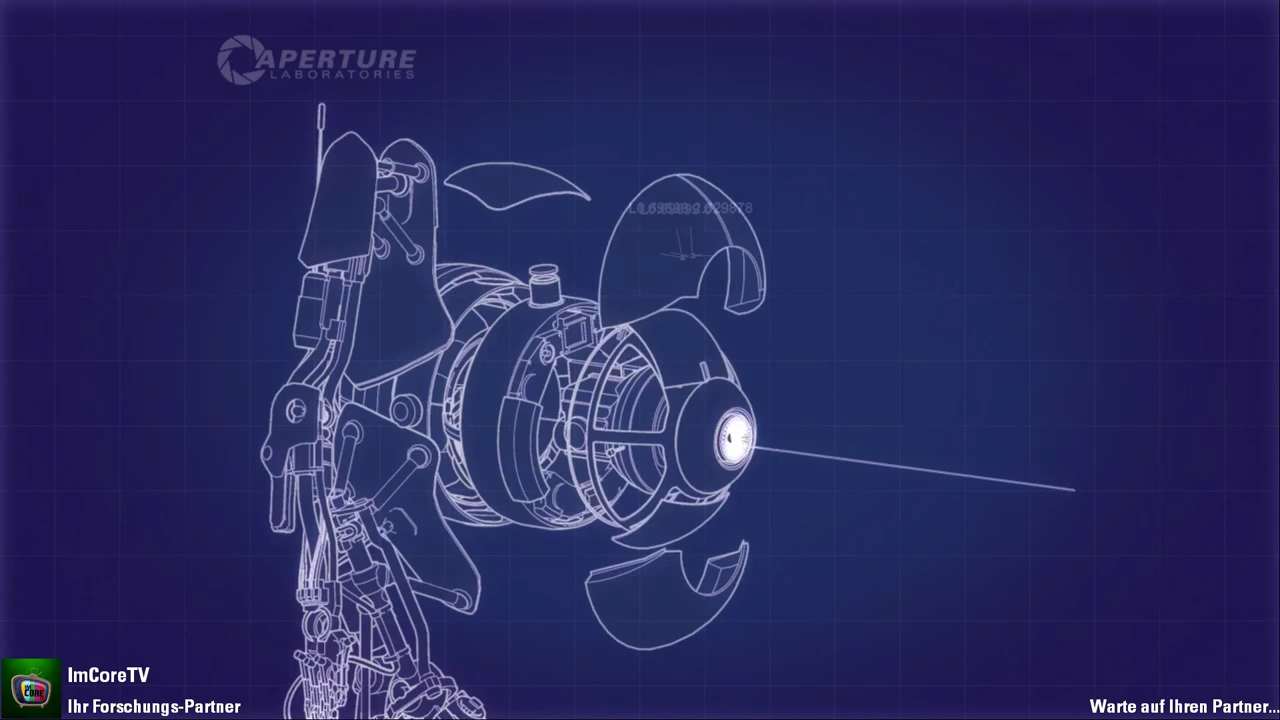 APERTURE
LABORATORIES
ImCoreTV
Ihr Forschungs-Partner
Warte auf Ihren Partner...